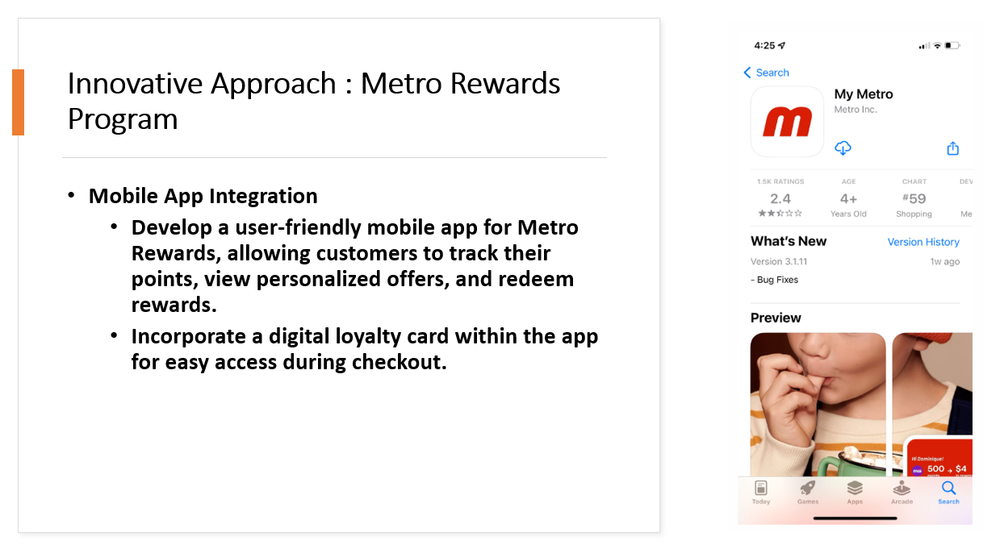 Innovative Approach : Metro Rewards
Program
• Mobile App Integration
• Develop a user-friendly mobile app for Metro
Rewards, allowing customers to track their
points, view personalized offers, and redeem
rewards.
• Incorporate a digital loyalty card within the app
for easy access during checkout.
4:25
Search
m
My Metro
Metro Inc.
1.5K RATINGS AGE CHART DEV
2.4 4+ #59
Years Old Shopping Me
What's New Version History
Version 3.1.11 1w ago
- Bug Fixes
Preview
Hi Dominique!
moi 500 → $4
points
Today Games Apps Arcade Search